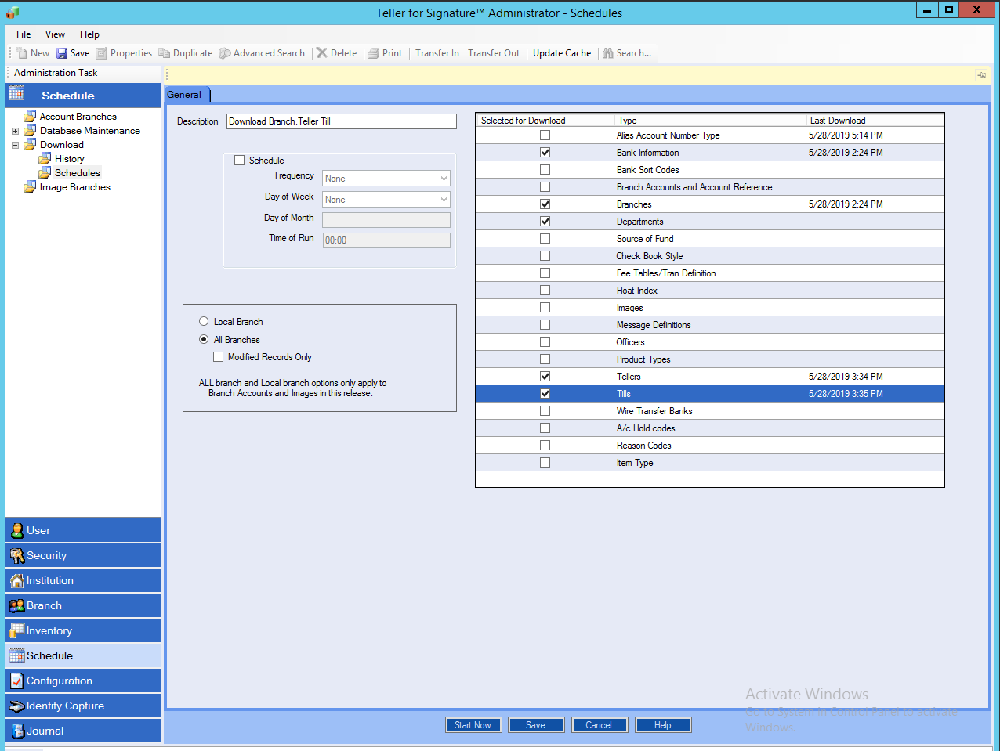 Teller for Signature™ Administrator - Schedules
File View Help
New Save Properties Duplicate Advanced Search Delete Print Transfer In Transfer Out Update Cache Search...
Administration Task
Schedule
Account Branches
Database Maintenance
Download
History
Schedules
Image Branches
User
Security
Institution
Branch
Inventory
Schedule
Configuration
Identity Capture
Journal
General
Description Download Branch,Teller Till
Schedule
Frequency None
Day of Week None
Day of Month
Time of Run 00:00
Local Branch
All Branches
Modified Records Only
ALL branch and Local branch options only apply to
Branch Accounts and Images in this release.
Selected for Download Type Last Download
Alias Account Number Type 5/28/2019 5:14 PM
Bank Information 5/28/2019 2:24 PM
Bank Sort Codes
Branch Accounts and Account Reference
Branches 5/28/2019 2:24 PM
Departments
Source of Fund
Check Book Style
Fee Tables/Tran Definition
Float Index
Images
Message Definitions
Officers
Product Types
Tellers 5/28/2019 3:34 PM
Tills 5/28/2019 3:35 PM
Wire Transfer Banks
A/c Hold codes
Reason Codes
Item Type
Activate Windows
Go to System in Control Panel to activate
Windows.
Start Now Save Cancel Help